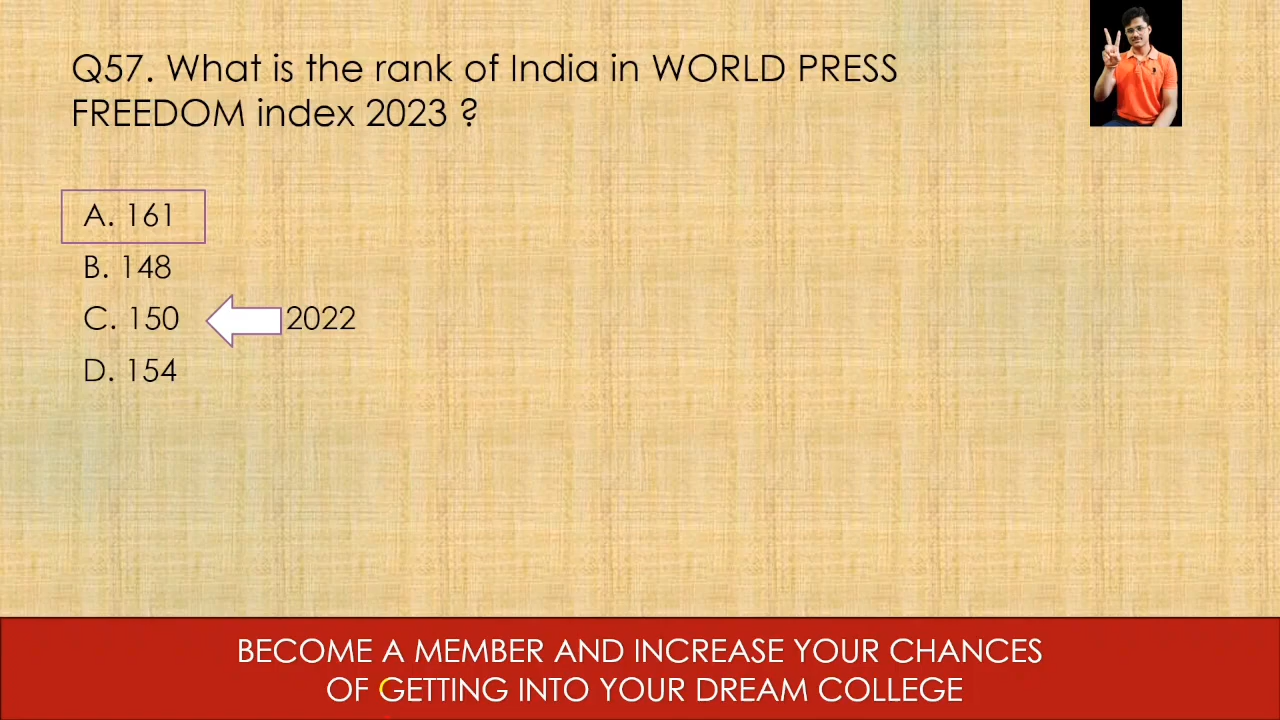 Q57. What is the rank of India in WORLD PRESS
FREEDOM index 2023 ?
A. 161
B. 148
C. 150
2022
D. 154
BECOME A MEMBER AND INCREASE YOUR CHANCES
OF GETTING INTO YOUR DREAM COLLEGE